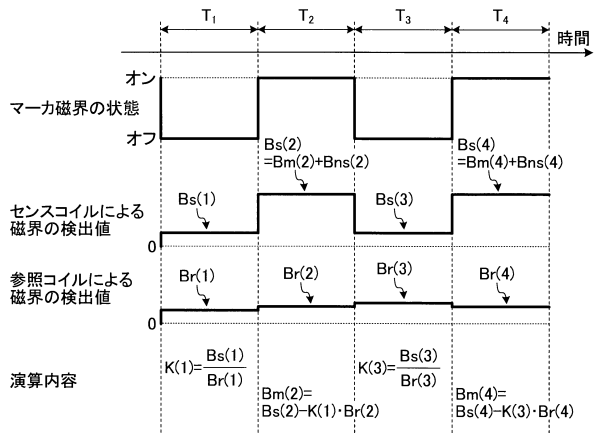 T₁ T₂ T₃ T₄
時間
オン
マーカ磁界の状態
オフ
Bs(2)
=Bm(2)+Bns(2)
Bs(4)
=Bm(4)+Bns(4)
センスコイルによる
磁界の検出値
Bs(1)
Bs(3)
0
参照コイルによる
磁界の検出値
Br(1)
Br(2)
Br(3)
Br(4)
0
演算内容
K(1)=Bs(1)/Br(1)
Bm(2)=
Bs(2)-K(1)・Br(2)
K(3)=Bs(3)/Br(3)
Bm(4)=
Bs(4)-K(3)・Br(4)